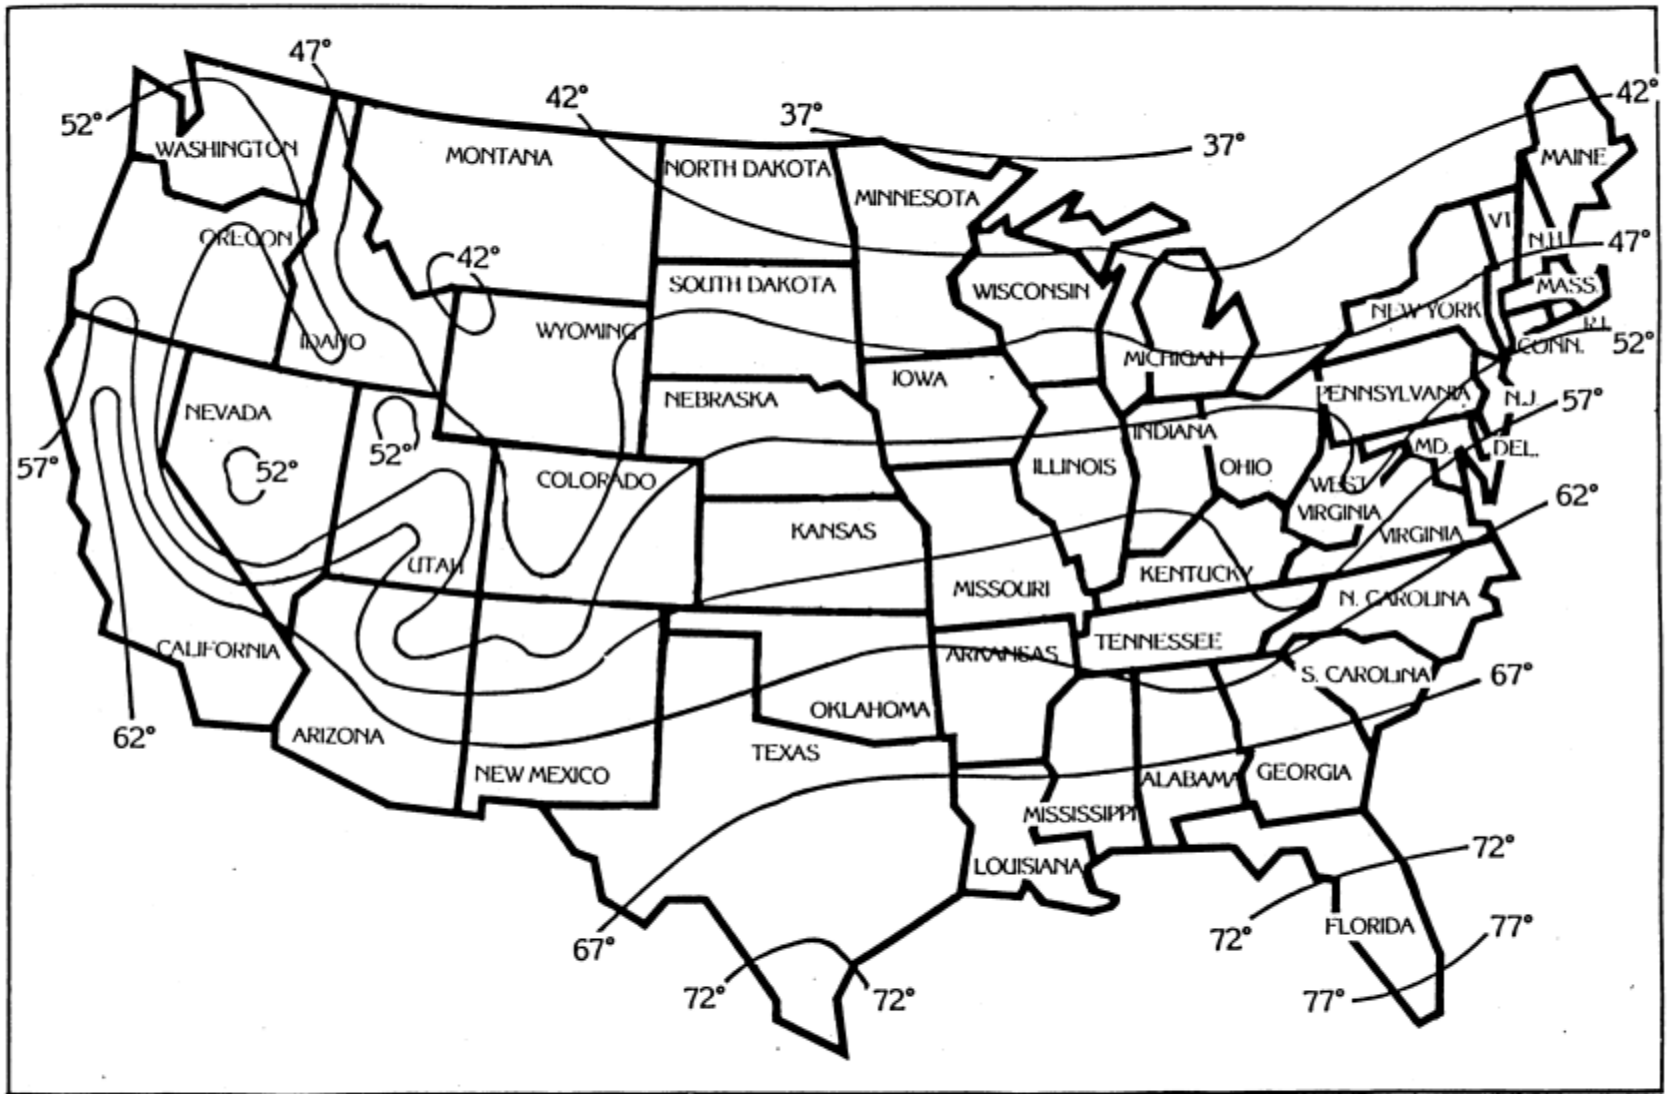 47°
42°
37°
42°
52°
37°
WASHINGTON
MONTANA
NORTH DAKOTA
MINNESOTA
MAINE
VT
N.H.
47°
OREGON
42°
SOUTH DAKOTA
WISCONSIN
MASS.
NEW YORK
R.I.
IDAHO
WYOMING
MICHIGAN
CONN.
52°
IOWA
PENNSYLVANIA
N.J.
57°
NEVADA
NEBRASKA
INDIANA
MD.
DEL.
57°
52°
52°
COLORADO
ILLINOIS
OHIO
WEST
VIRGINIA
62°
KANSAS
VIRGINIA
UTAH
MISSOURI
KENTUCKY
N. CAROLINA
CALIFORNIA
ARKANSAS
TENNESSEE
S. CAROLINA
67°
62°
ARIZONA
OKLAHOMA
TEXAS
NEW MEXICO
ALABAMA
GEORGIA
MISSISSIPPI
LOUISIANA
72°
67°
72°
FLORIDA
77°
72°
72°
77°